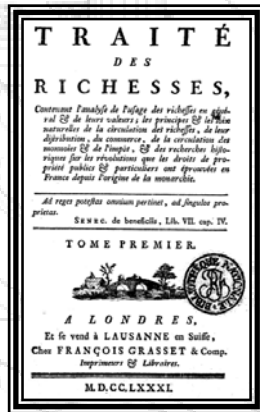 TRAITÉ
DES
RICHESSES,
Contenant l'analyse de l'usage des richesses en géné-
ral & de leurs valeurs ; les principes & les loix
naturelles de la circulation des richesses, de leur
distribution, du commerce, de la circulation des
monnoies & de l'impôt, & des recherches histo-
riques sur les révolutions que les droits de pro-
priété publics & particuliers ont éprouvées en
France depuis l'origine de la monarchie.
Ad reges potestas omnium pertinet, ad singulos pro-
prietas.
SENEC. de beneficiis, Lib. VII. cap. IV.
TOME PREMIER.
A LONDRES,
Et se vend à LAUSANNE en Suisse,
Chez FRANÇOIS GRASSET & Comp.
Imprimeurs & Libraires.
M.D.CC.LXXXI.